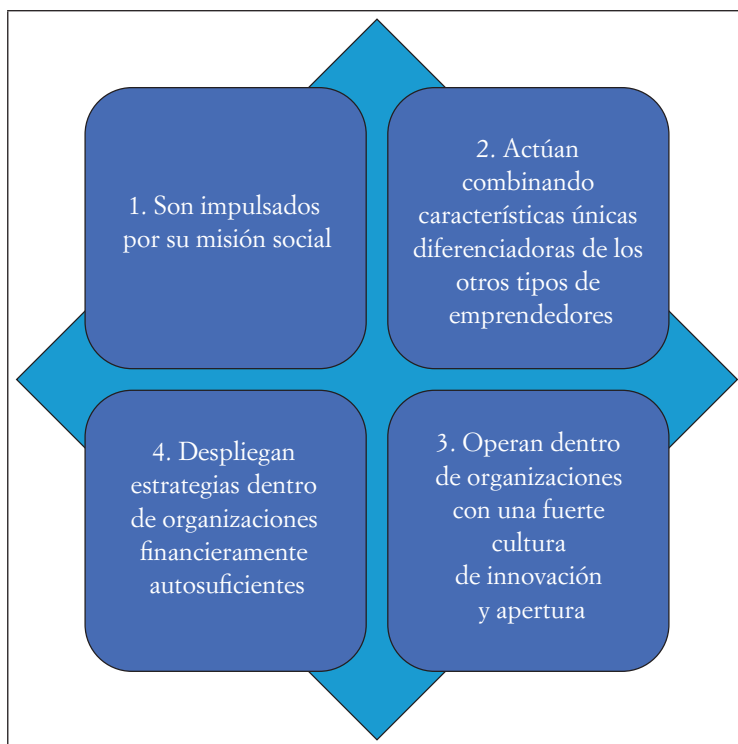 1. Son impulsados
por su misión social
2. Actúan
combinando
características únicas
diferenciadoras de los
otros tipos de
emprendedores
3. Operan dentro
de organizaciones
con una fuerte
cultura
de innovación
y apertura
4. Despliegan
estrategias dentro
de organizaciones
financieramente
autosuficientes